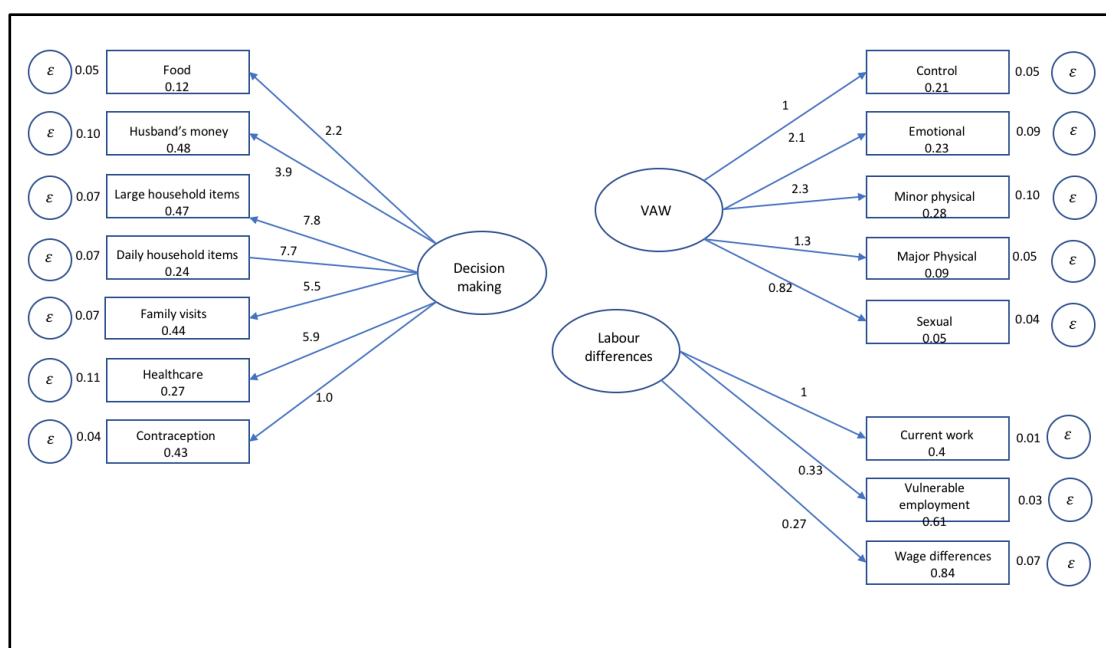 ε 0.05 Food
0.12
ε 0.10 Husband's money
0.48
ε 0.07 Large household items
0.47
ε 0.07 Daily household items
0.24
ε 0.07 Family visits
0.44
ε 0.11 Healthcare
0.27
ε 0.04 Contraception
0.43
2.2
3.9
7.8
7.7
5.5
5.9
1.0
Decision
making
VAW
1
2.1
2.3
1.3
0.82
Control 0.05 ε
0.21
Emotional 0.09 ε
0.23
Minor physical 0.10 ε
0.28
Major Physical 0.05 ε
0.09
Sexual 0.04 ε
0.05
Labour
differences
1
0.33
0.27
Current work 0.01 ε
0.4
Vulnerable
employment 0.03 ε
0.61
Wage differences 0.07 ε
0.84